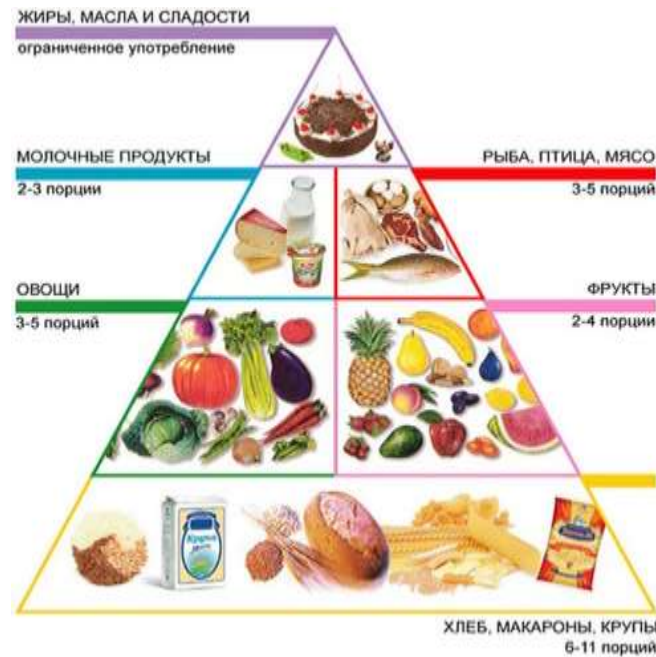 ЖИРЫ, МАСЛА И СЛАДОСТИ
ограниченное употребление
МОЛОЧНЫЕ ПРОДУКТЫ
2-3 порции
РЫБА, ПТИЦА, МЯСО
3-5 порций
ОВОЩИ
3-5 порций
ФРУКТЫ
2-4 порции
ХЛЕБ, МАКАРОНЫ, КРУПЫ
6-11 порций